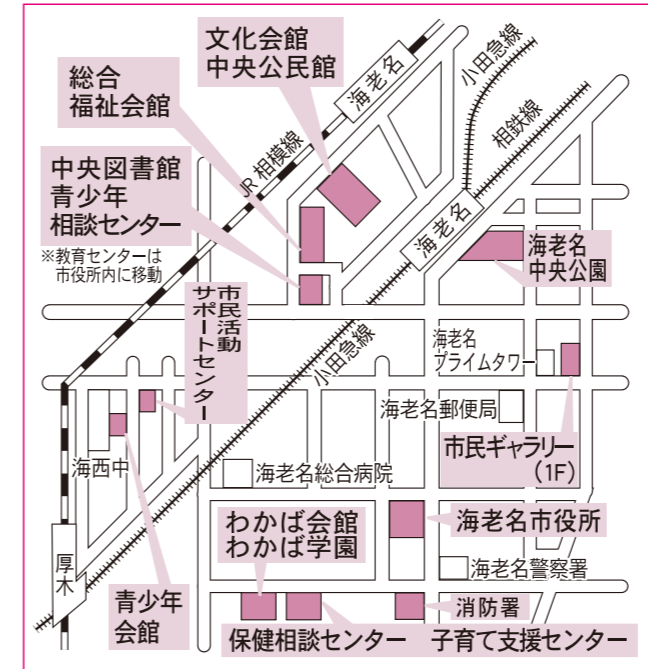 文化会館
中央公民館
海老名
小田急線
総合
福祉会館
相鉄線
JR相模線
中央図書館
青少年
相談センター
※教育センターは
市役所内に移動
海老名
海老名
中央公園
市民活動
サポートセンター
小田急線
海老名
プライムタワー
海老名郵便局
市民ギャラリー
(1F)
海西中
海老名総合病院
わかば会館
わかば学園
海老名市役所
厚木
海老名警察署
青少年
会館
消防署
保健相談センター
子育て支援センター